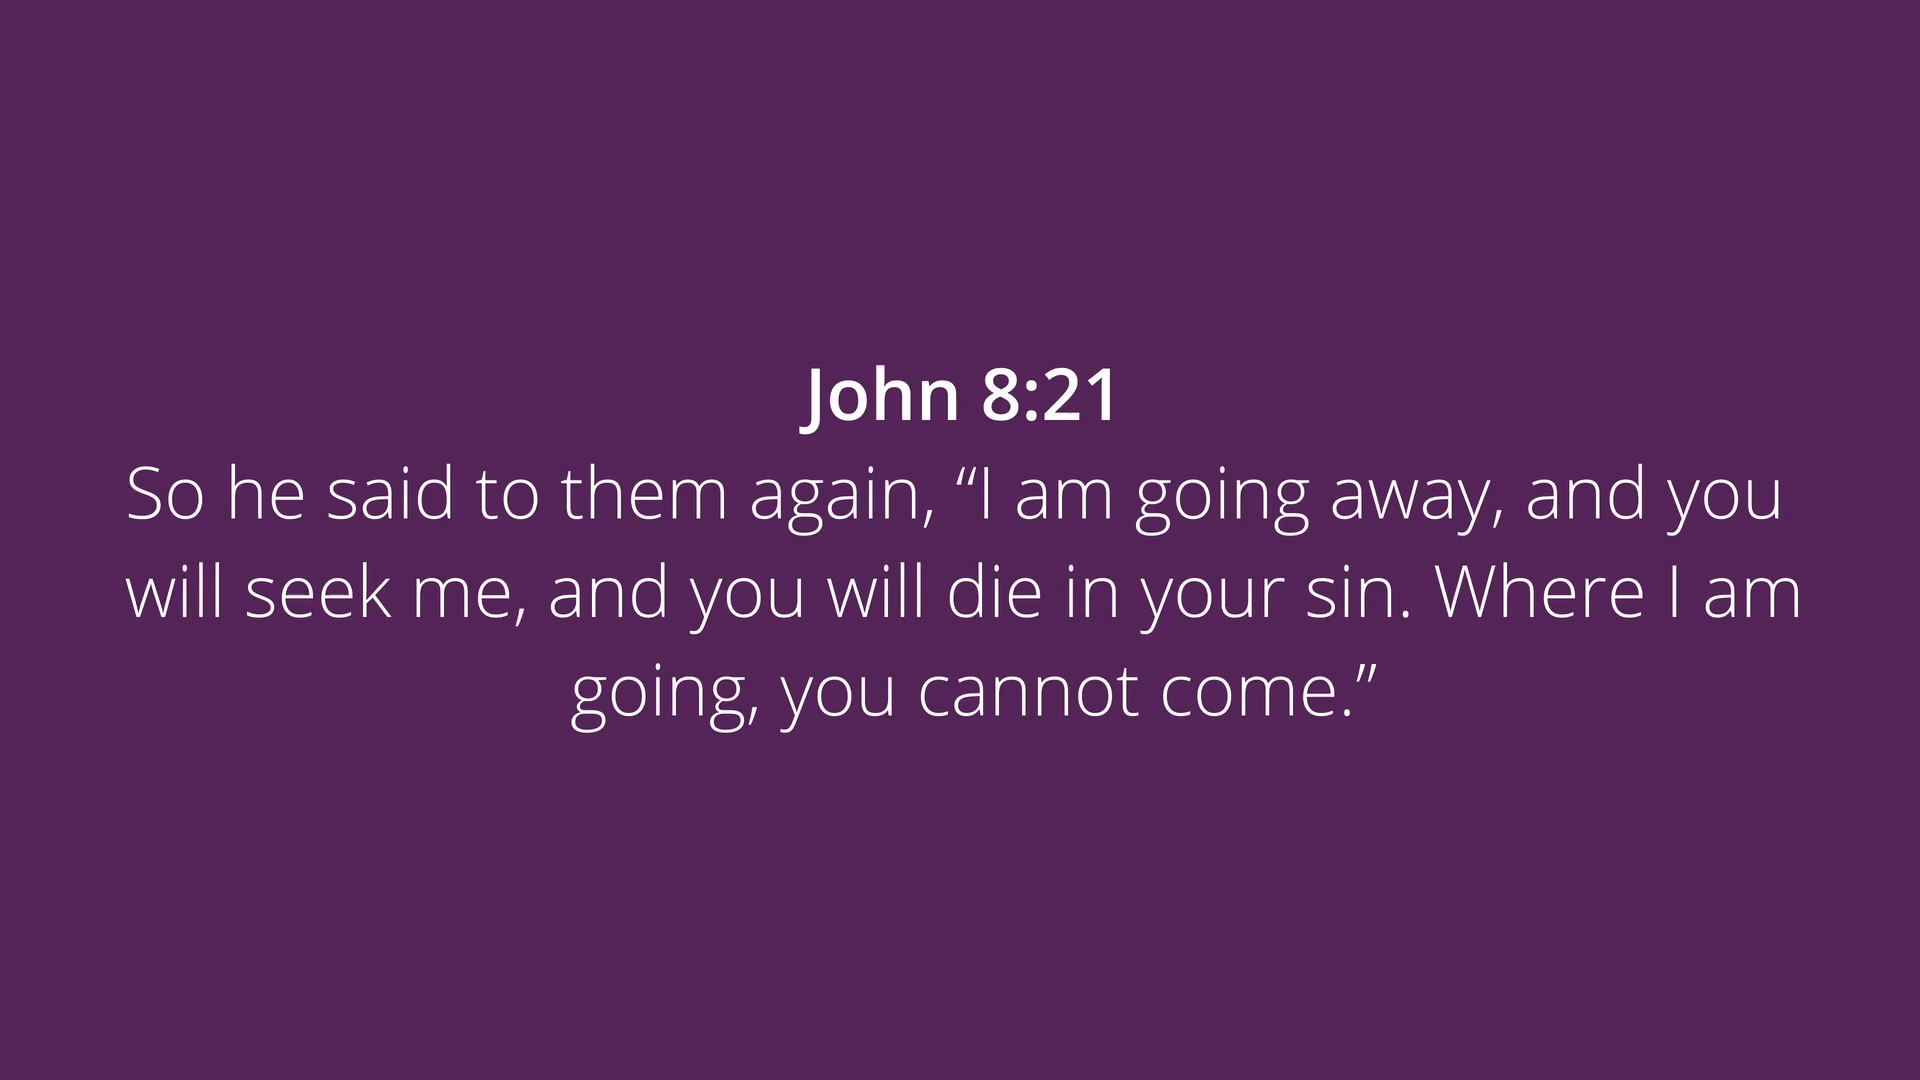 John 8:21
So he said to them again, “I am going away, and you
will seek me, and you will die in your sin. Where I am
going, you cannot come.”